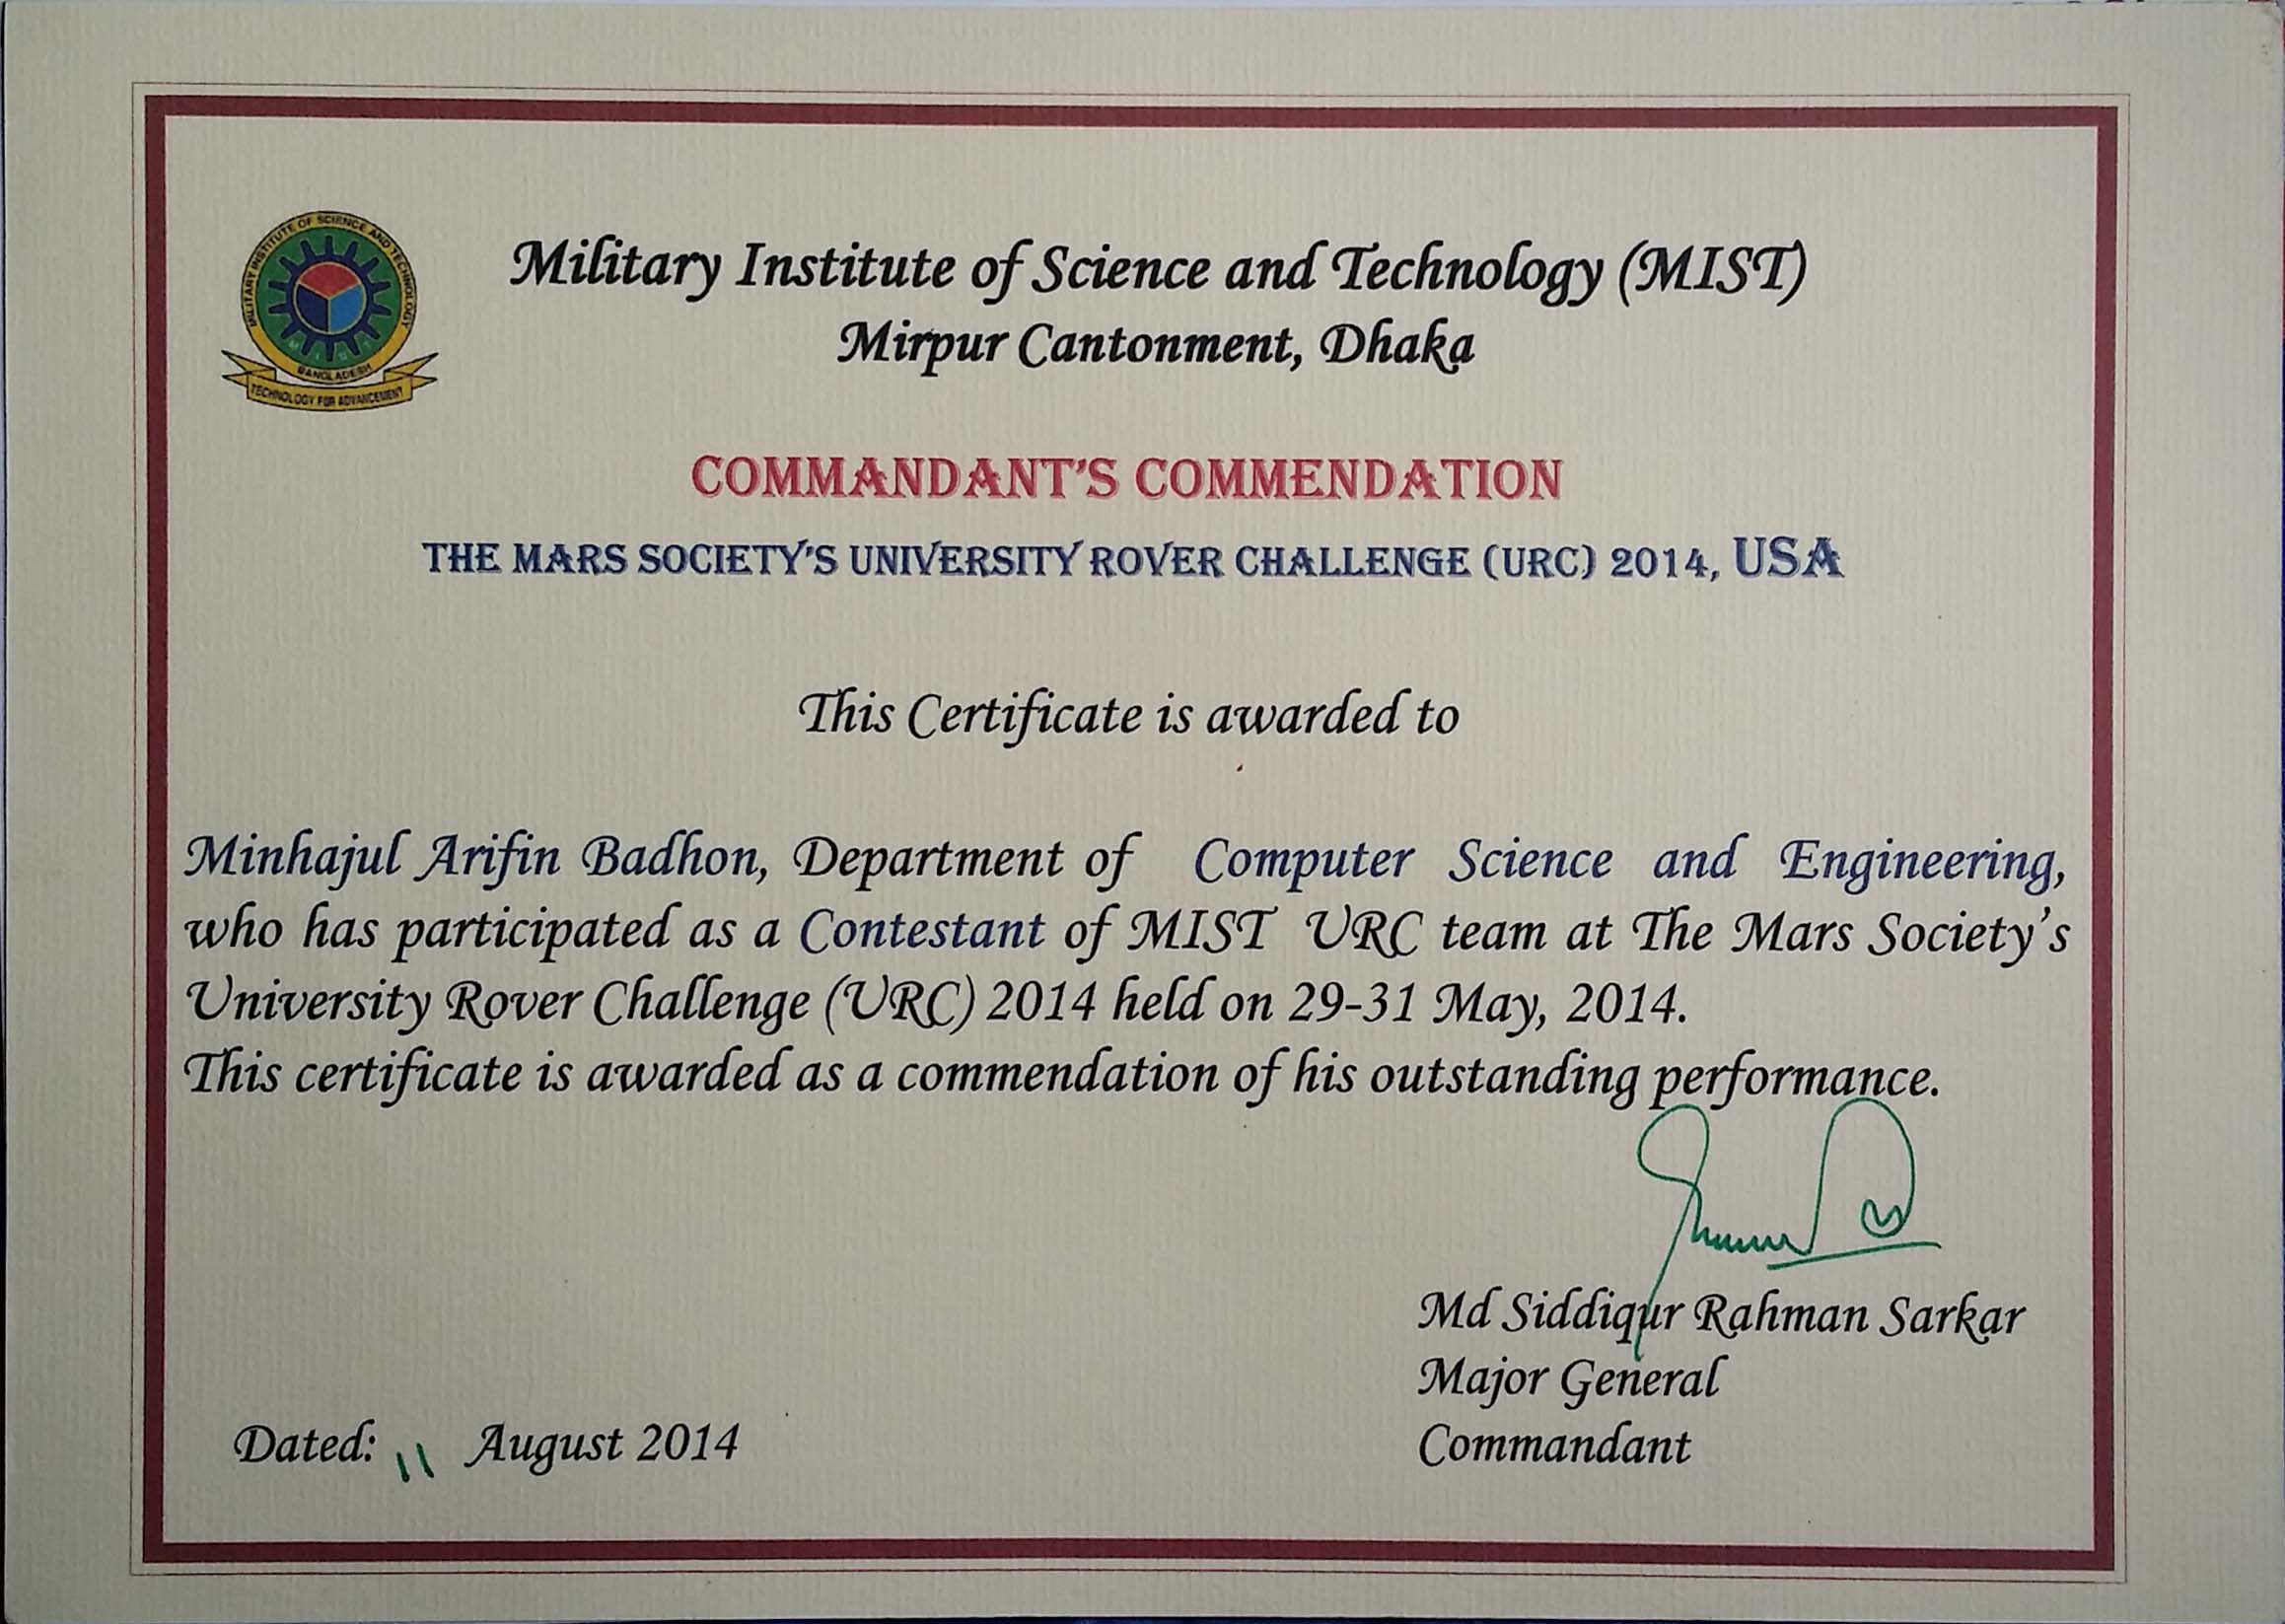 MILITARY INSTITUTE OF SCIENCE AND TECHNOLOGY
MIST
BANGLADESH
TECHNOLOGY FOR ADVANCEMENT
Military Institute of Science and Technology (MIST)
Mirpur Cantonment, Dhaka
COMMANDANT'S COMMENDATION
THE MARS SOCIETY'S UNIVERSITY ROVER CHALLENGE (URC) 2014, USA
This Certificate is awarded to
Minhajul Arifin Badhon, Department of Computer Science and Engineering,
who has participated as a Contestant of MIST URC team at The Mars Society's
University Rover Challenge (URC) 2014 held on 29-31 May, 2014.
This certificate is awarded as a commendation of his outstanding performance.
Md Siddiqur Rahman Sarkar
Major General
Commandant
Dated: 11 August 2014